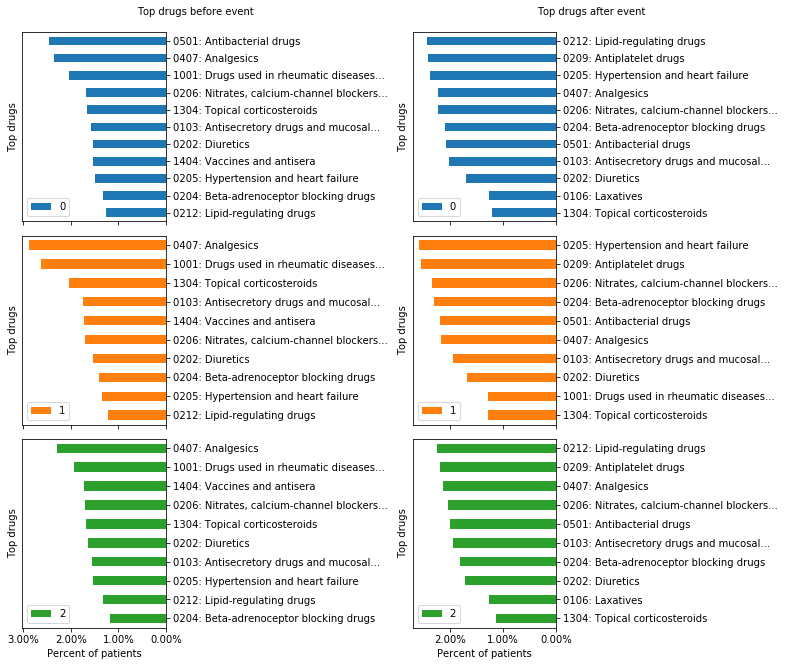 Top drugs before event
Top drugs
0501: Antibacterial drugs
0407: Analgesics
1001: Drugs used in rheumatic diseases...
0206: Nitrates, calcium-channel blockers...
1304: Topical corticosteroids
0103: Antisecretory drugs and mucosal...
0202: Diuretics
1404: Vaccines and antisera
0205: Hypertension and heart failure
0204: Beta-adrenoceptor blocking drugs
0212: Lipid-regulating drugs
0
Top drugs after event
Top drugs
0212: Lipid-regulating drugs
0209: Antiplatelet drugs
0205: Hypertension and heart failure
0407: Analgesics
0206: Nitrates, calcium-channel blockers...
0204: Beta-adrenoceptor blocking drugs
0501: Antibacterial drugs
0103: Antisecretory drugs and mucosal...
0202: Diuretics
0106: Laxatives
1304: Topical corticosteroids
0
Top drugs
0407: Analgesics
1001: Drugs used in rheumatic diseases...
1304: Topical corticosteroids
0103: Antisecretory drugs and mucosal...
1404: Vaccines and antisera
0206: Nitrates, calcium-channel blockers...
0202: Diuretics
0204: Beta-adrenoceptor blocking drugs
0205: Hypertension and heart failure
0212: Lipid-regulating drugs
1
Top drugs
0205: Hypertension and heart failure
0209: Antiplatelet drugs
0206: Nitrates, calcium-channel blockers...
0204: Beta-adrenoceptor blocking drugs
0501: Antibacterial drugs
0407: Analgesics
0103: Antisecretory drugs and mucosal...
0202: Diuretics
1001: Drugs used in rheumatic diseases...
1304: Topical corticosteroids
1
Top drugs
0407: Analgesics
1001: Drugs used in rheumatic diseases...
1404: Vaccines and antisera
0206: Nitrates, calcium-channel blockers...
1304: Topical corticosteroids
0202: Diuretics
0103: Antisecretory drugs and mucosal...
0205: Hypertension and heart failure
0212: Lipid-regulating drugs
0204: Beta-adrenoceptor blocking drugs
2
3.00% 2.00% 1.00% 0.00%
Percent of patients
Top drugs
0212: Lipid-regulating drugs
0209: Antiplatelet drugs
0407: Analgesics
0206: Nitrates, calcium-channel blockers...
0501: Antibacterial drugs
0103: Antisecretory drugs and mucosal...
0204: Beta-adrenoceptor blocking drugs
0202: Diuretics
0106: Laxatives
1304: Topical corticosteroids
2
2.00% 1.00% 0.00%
Percent of patients